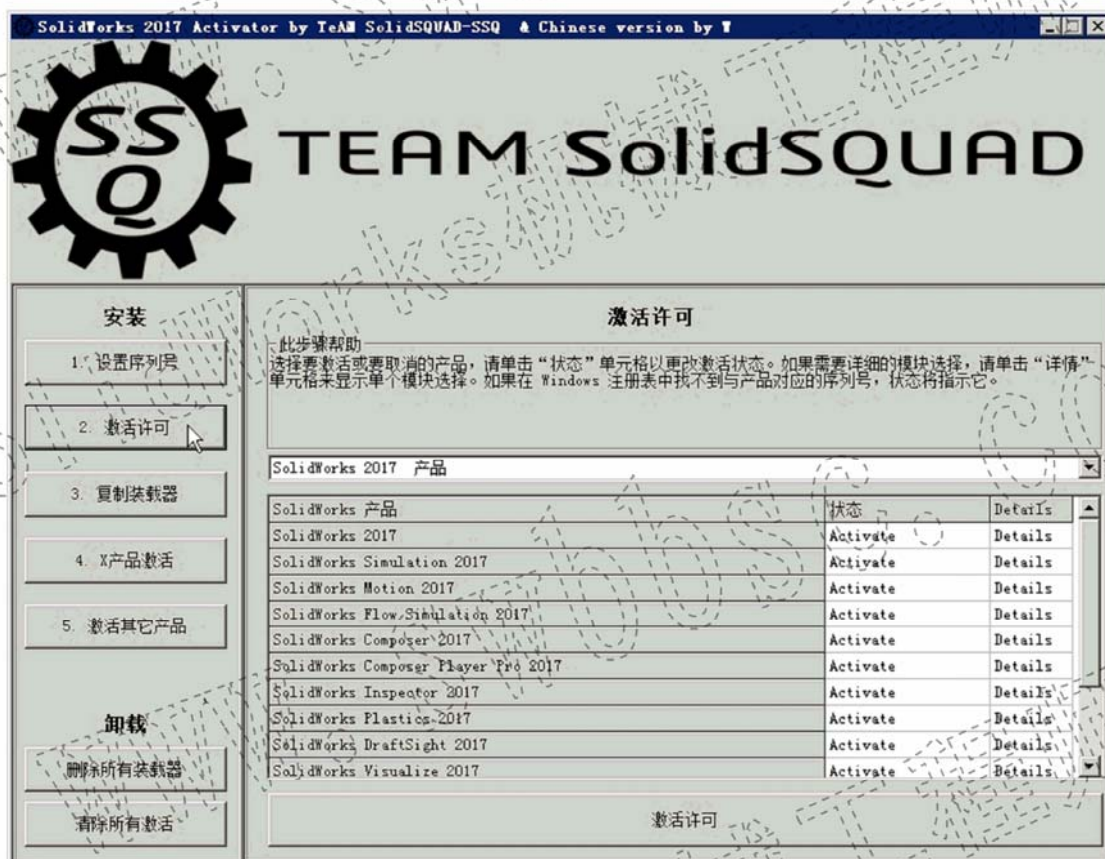 SolidWorks 2017 Activator by TeAM SolidSQUAD-SSQ & Chinese version by W
SSQ
TEAM SolidSQUAD
安装
1. 设置序列号
2. 激活许可
3. 复制装载器
4. X产品激活
5. 激活其它产品
卸载
删除所有装载器
清除所有激活
激活许可
此步骤帮助
选择要激活或要取消的产品，请单击“状态”单元格以更改激活状态。如果需要详细的模块选择，请单击“详情”
单元格来显示单个模块选择。如果在 Windows 注册表中找不到与产品对应的序列号，状态将指示它。
SolidWorks 2017 产品
SolidWorks 产品 状态 Details
SolidWorks 2017 Activate Details
SolidWorks Simulation 2017 Activate Details
SolidWorks Motion 2017 Activate Details
SolidWorks Flow Simulation 2017 Activate Details
SolidWorks Composer 2017 Activate Details
SolidWorks Composer Player Pro 2017 Activate Details
SolidWorks Inspector 2017 Activate Details
SolidWorks Plastics 2017 Activate Details
SolidWorks DraftSight 2017 Activate Details
SolidWorks Visualize 2017 Activate Details
激活许可